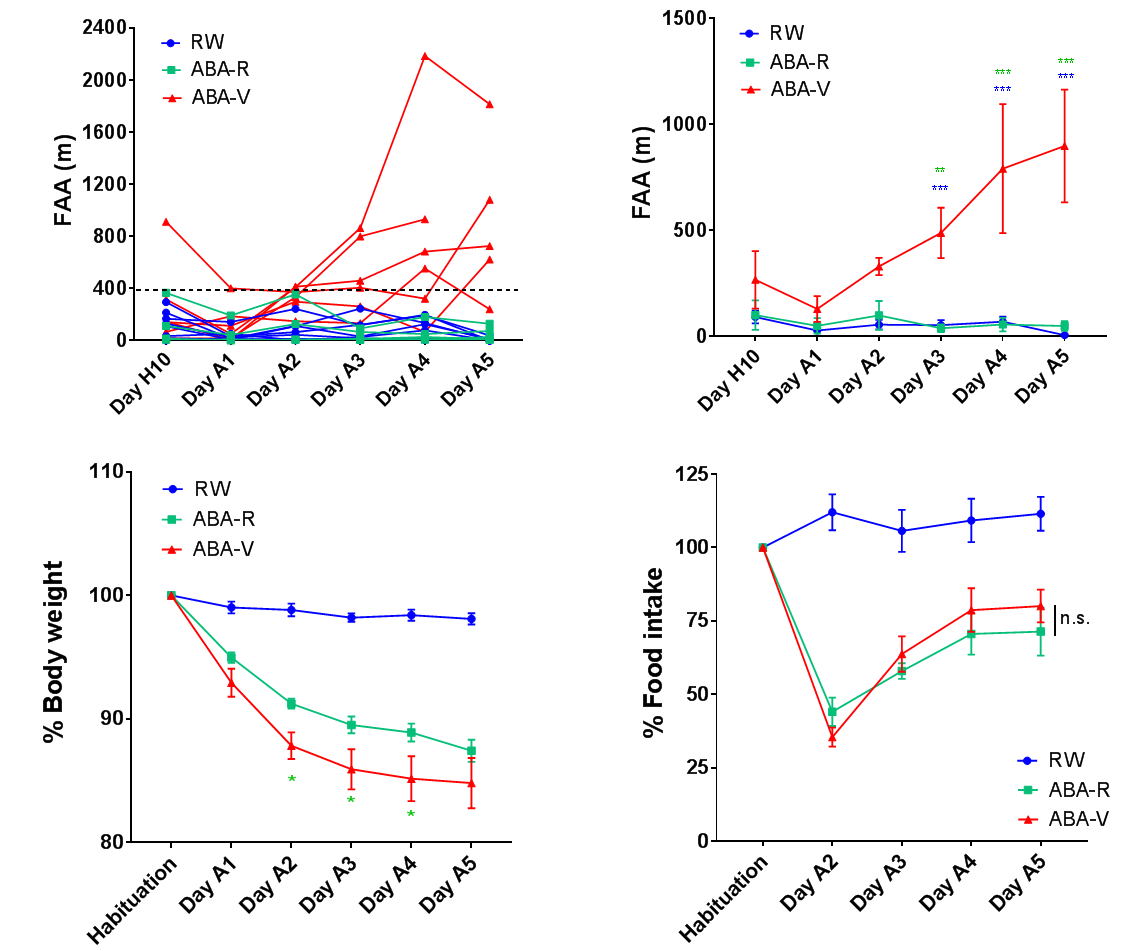 2400
2000
1600
1200
800
400
0
FAA (m)
RW
ABA-R
ABA-V
Day H10
Day A1
Day A2
Day A3
Day A4
Day A5
1500
1000
500
0
FAA (m)
RW
ABA-R
ABA-V
**
***
***
***
***
***
Day H10
Day A1
Day A2
Day A3
Day A4
Day A5
110
100
90
80
% Body weight
RW
ABA-R
ABA-V
*
*
*
Habituation
Day A1
Day A2
Day A3
Day A4
Day A5
125
100
75
50
25
0
% Food intake
n.s.
RW
ABA-R
ABA-V
Habituation
Day A2
Day A3
Day A4
Day A5